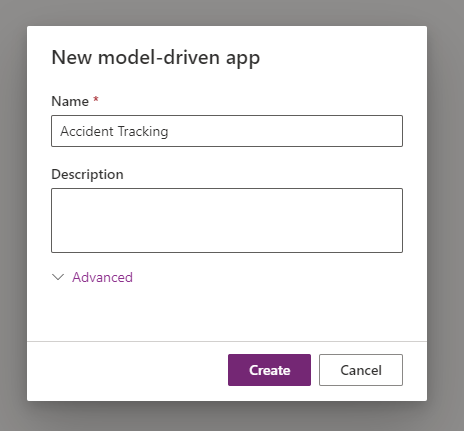 New model-driven app
Name *
Accident Tracking
Description
Advanced
Create
Cancel